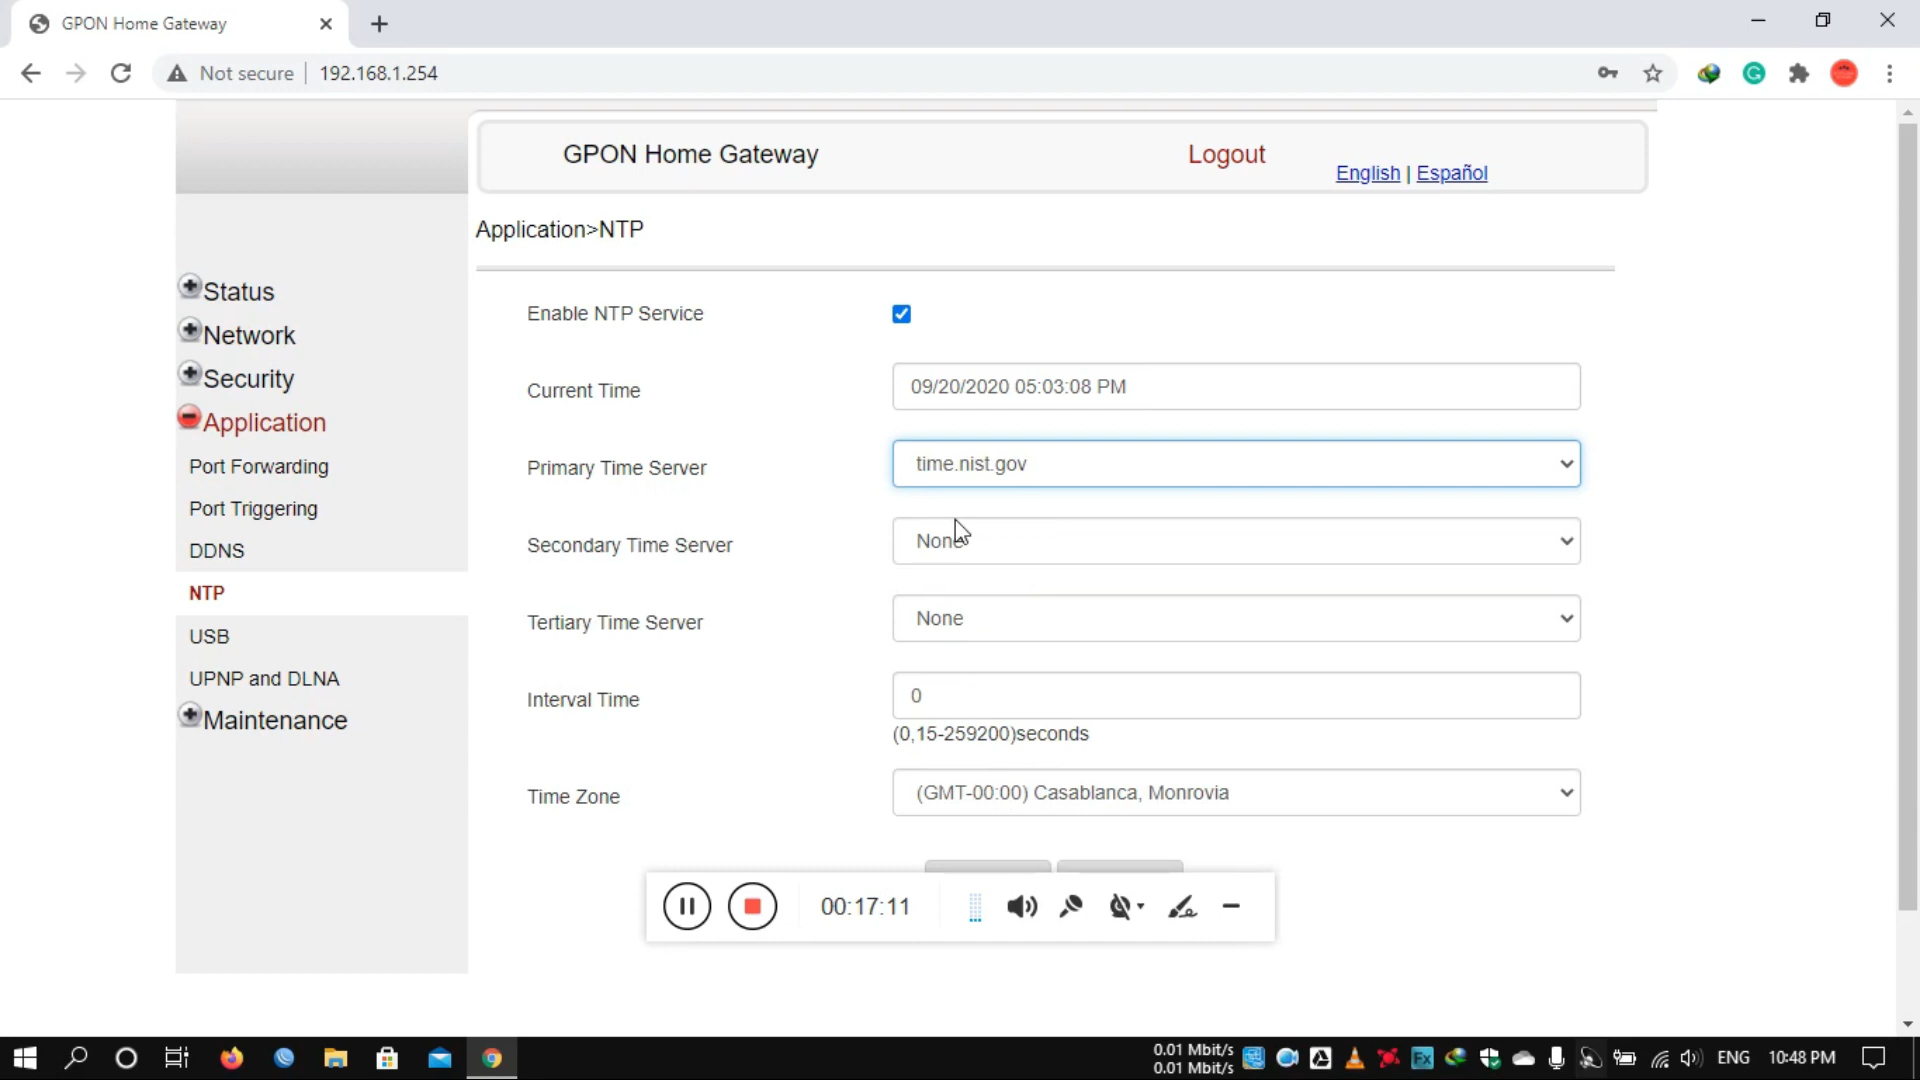 GPON Home Gateway
Not secure | 192.168.1.254
GPON Home Gateway
Logout
English | Español
Application>NTP
Status
Network
Security
Application
Port Forwarding
Port Triggering
DDNS
NTP
USB
UPNP and DLNA
Maintenance
Enable NTP Service
Current Time
09/20/2020 05:03:08 PM
Primary Time Server
time.nist.gov
Secondary Time Server
None
Tertiary Time Server
None
Interval Time
0
(0,15-259200)seconds
Time Zone
(GMT-00:00) Casablanca, Monrovia
00:17:11
0.01 Mbit/s
0.01 Mbit/s
Fx
ENG
10:48 PM